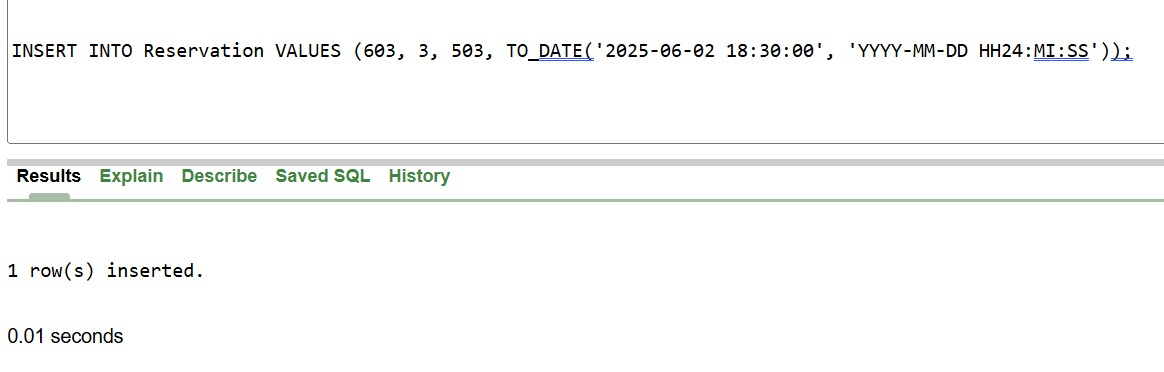 INSERT INTO Reservation VALUES (603, 3, 503, TO_DATE('2025-06-02 18:30:00', 'YYYY-MM-DD HH24:MI:SS'));
Results Explain Describe Saved SQL History
1 row(s) inserted.
0.01 seconds